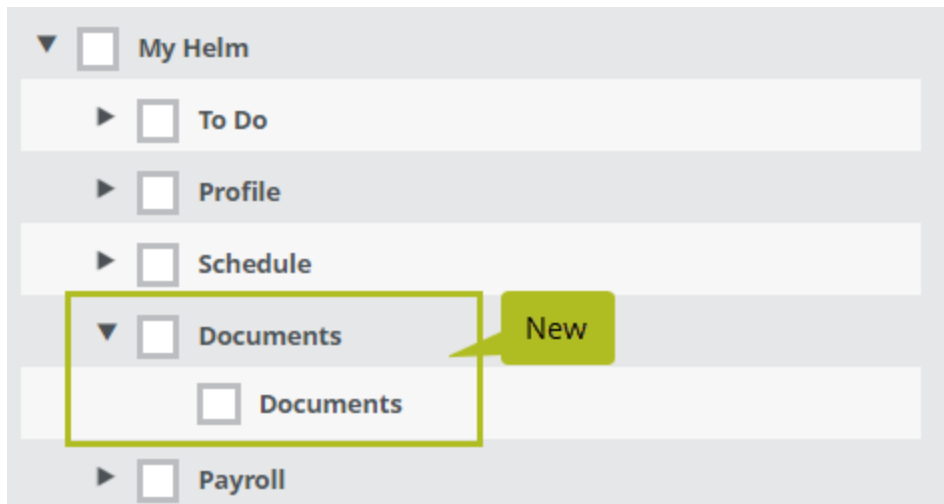 My Helm
To Do
Profile
Schedule
Documents
New
Documents
Payroll